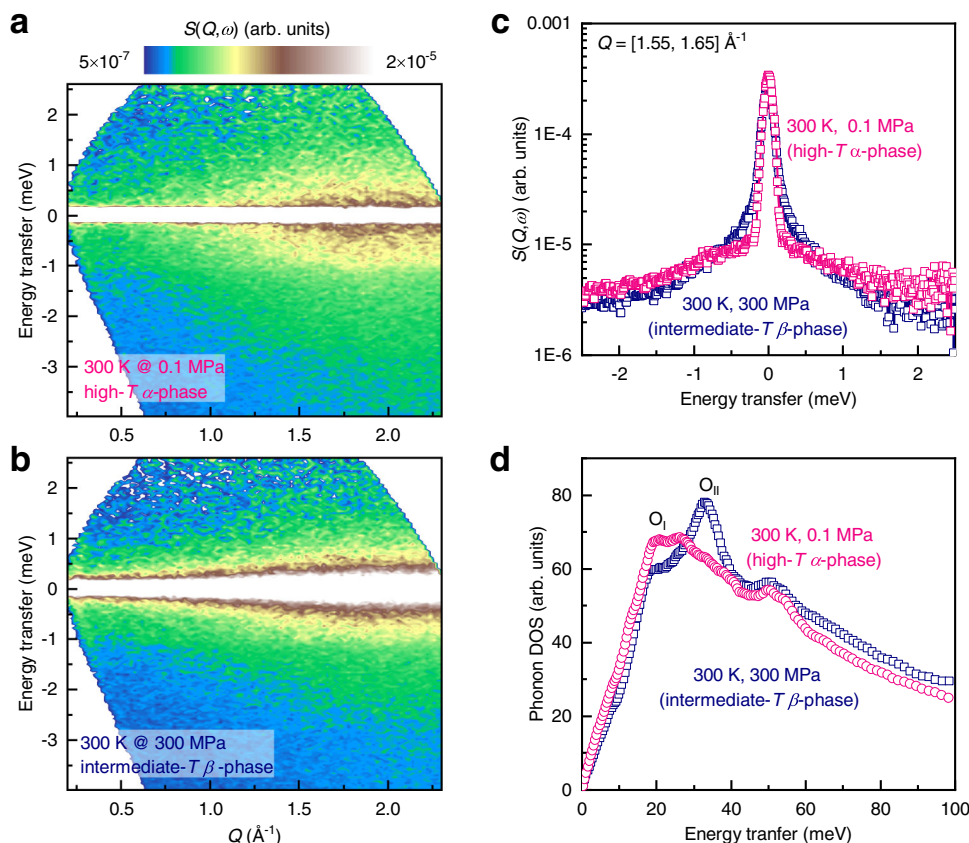 a
S(Q,ω) (arb. units)
5×10⁻⁷
2×10⁻⁵
2
1
0
-1
-2
-3
Energy transfer (meV)
300 K @ 0.1 MPa
high-T α-phase
0.5
1.0
1.5
2.0
b
2
1
0
-1
-2
-3
Energy transfer (meV)
300 K @ 300 MPa
intermediate-T β-phase
0.5
1.0
1.5
2.0
Q (Å⁻¹)
c
0.001
1E-4
1E-5
1E-6
S(Q,ω) (arb. units)
Q = [1.55, 1.65] Å⁻¹
300 K, 0.1 MPa
(high-T α-phase)
300 K, 300 MPa
(intermediate-T β-phase)
-2
-1
0
1
2
Energy transfer (meV)
d
80
60
40
20
0
Phonon DOS (arb. units)
O_I
O_II
300 K, 0.1 MPa
(high-T α-phase)
300 K, 300 MPa
(intermediate-T β-phase)
0
20
40
60
80
100
Energy tranfer (meV)